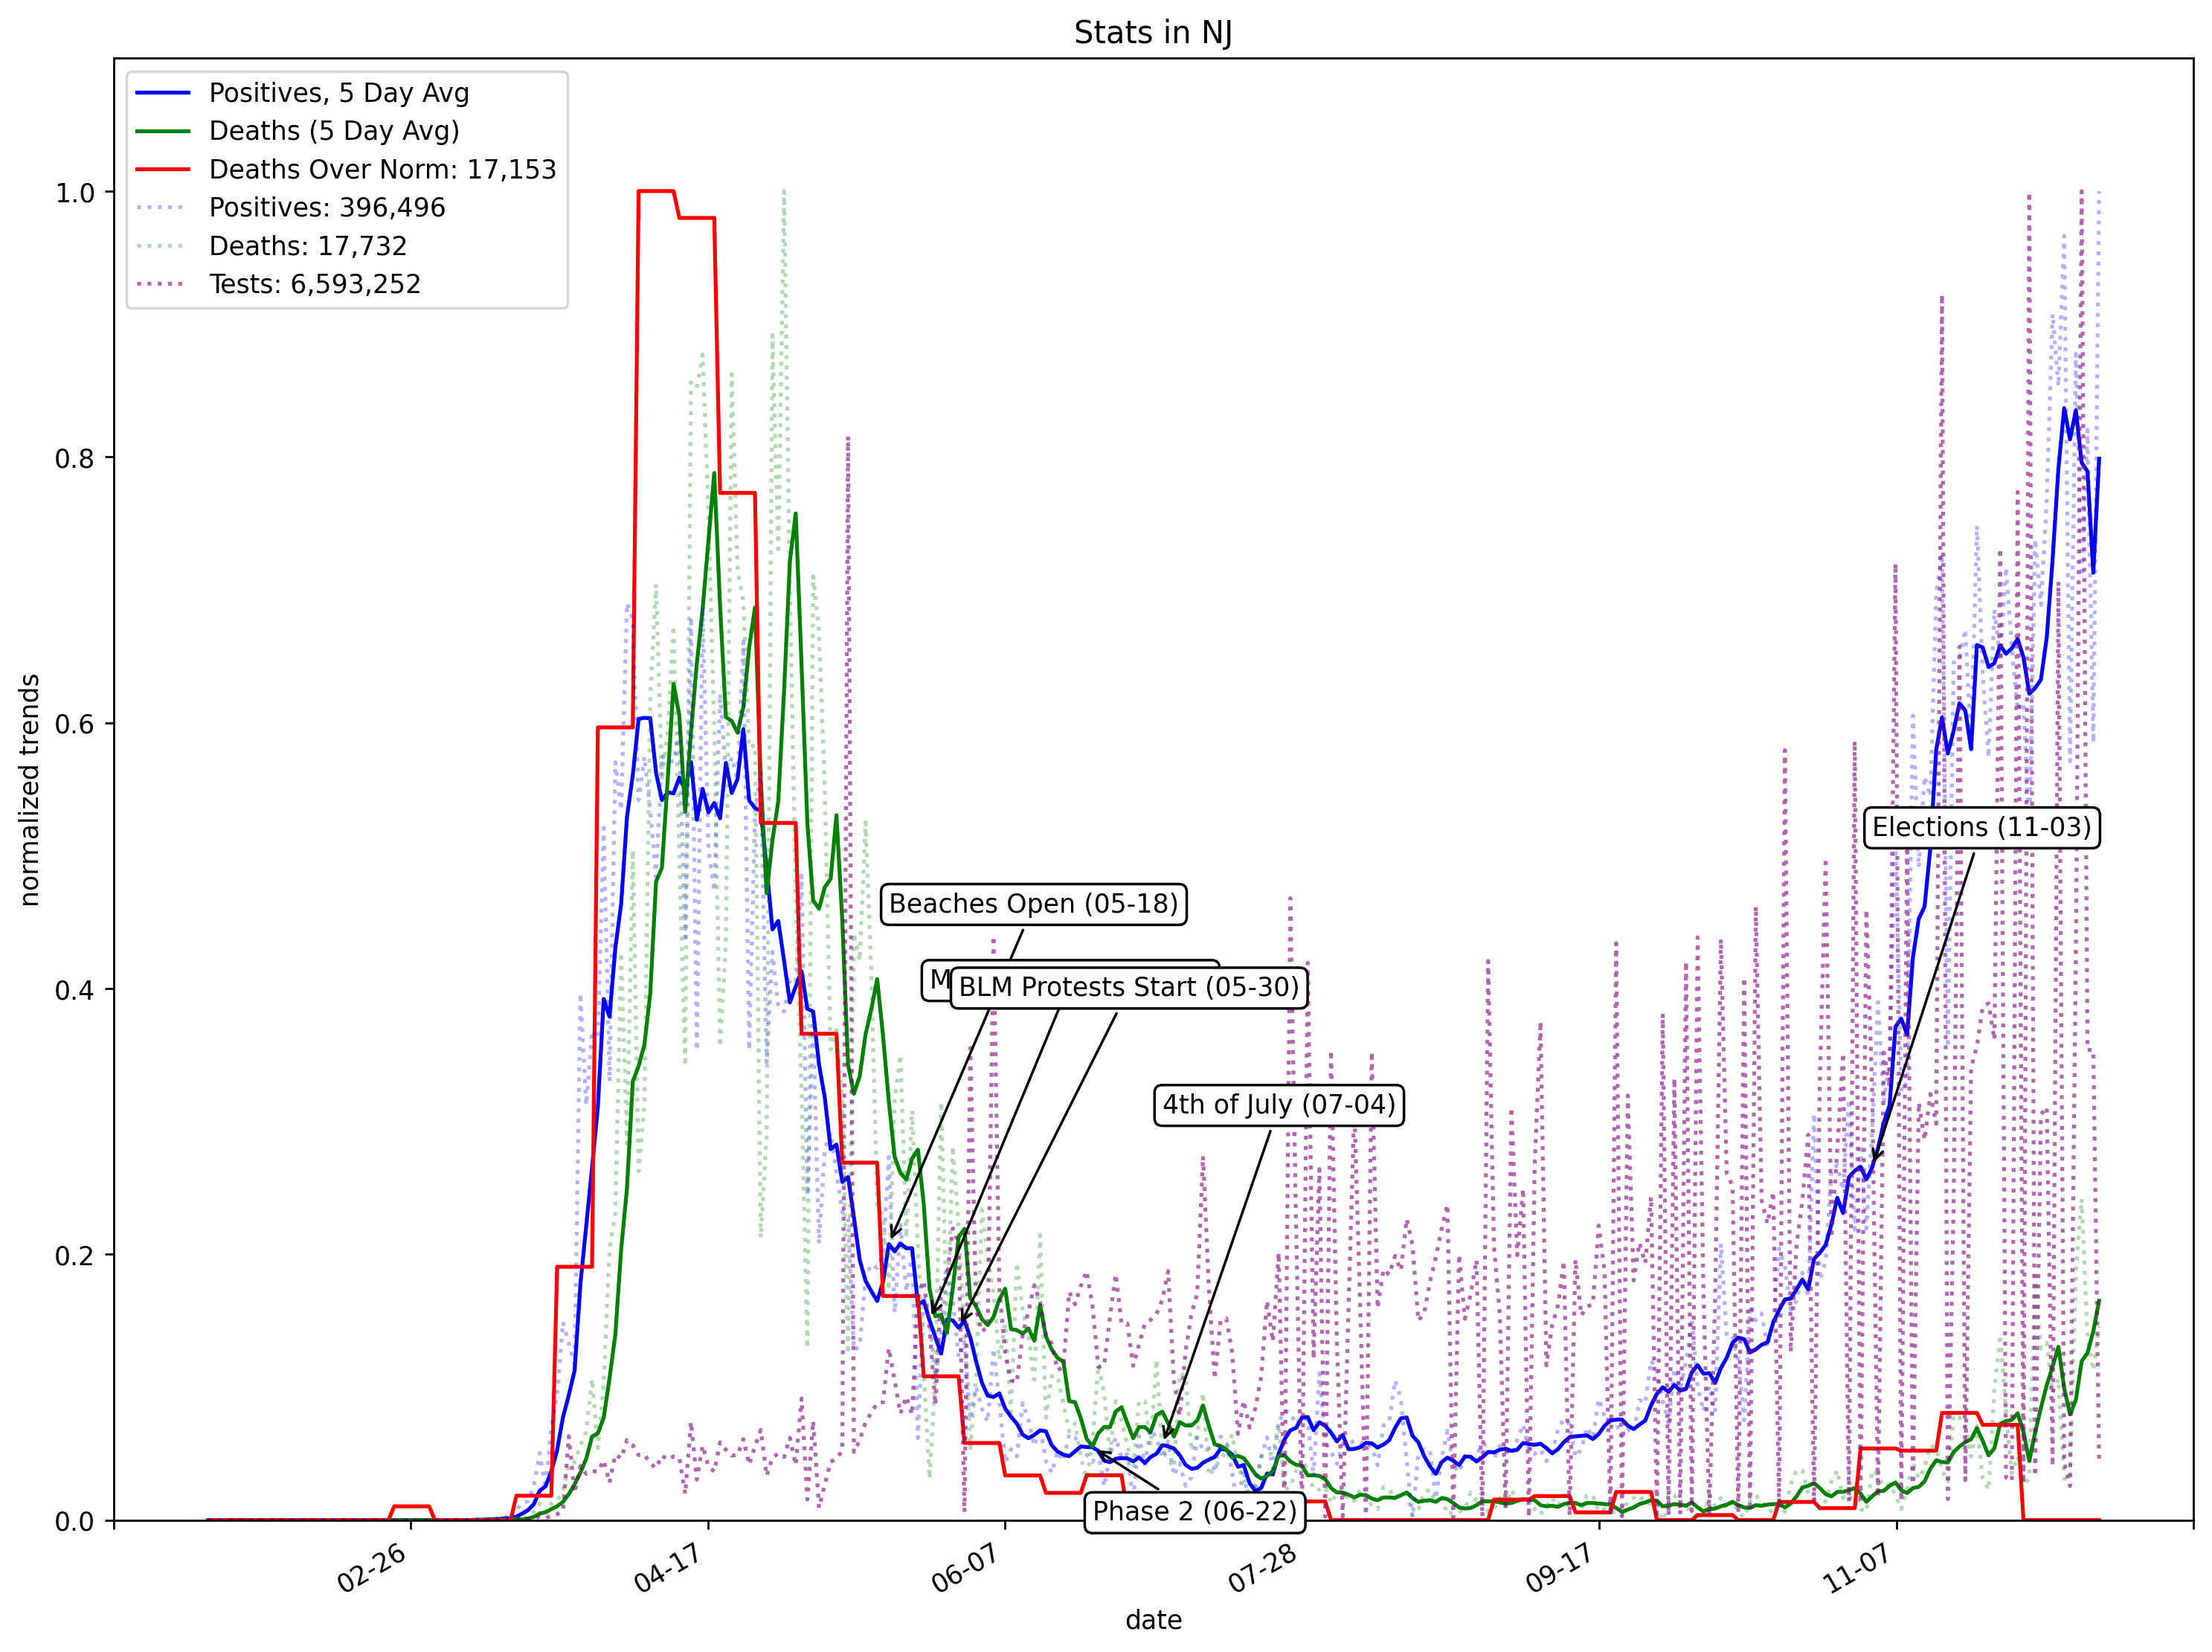 Stats in NJ
Positives, 5 Day Avg
Deaths (5 Day Avg)
Deaths Over Norm: 17,153
Positives: 396,496
Deaths: 17,732
Tests: 6,593,252
1.0
0.8
0.6
0.4
0.2
0.0
normalized trends
Elections (11-03)
Beaches Open (05-18)
BLM Protests Start (05-30)
4th of July (07-04)
Phase 2 (06-22)
02-26
04-17
06-07
07-28
09-17
11-07
date